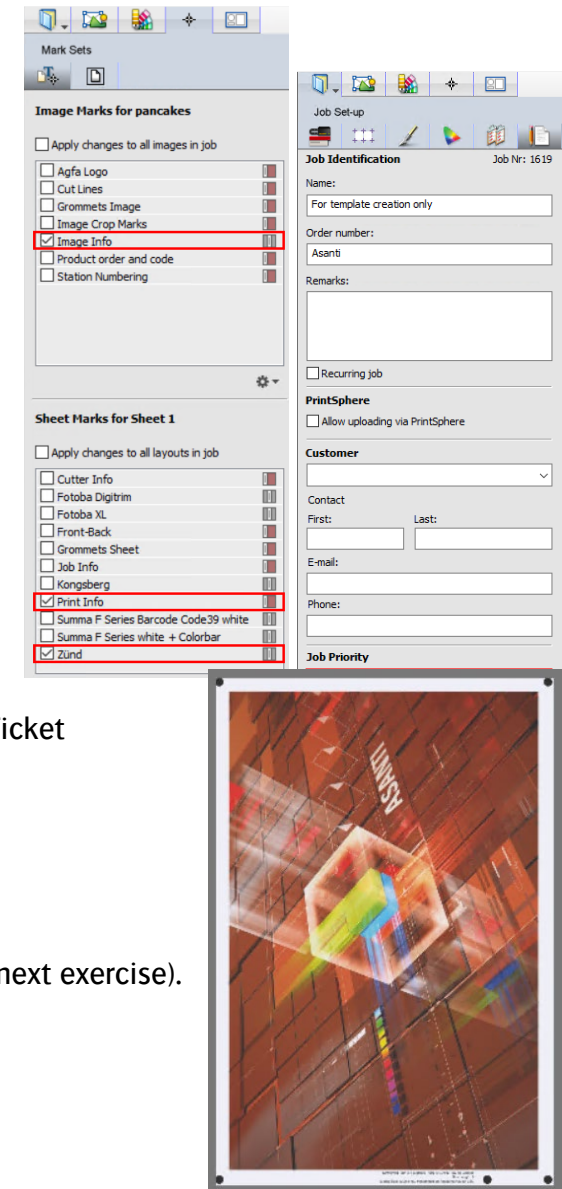 Mark Sets
Image Marks for pancakes
Apply changes to all images in job
Agfa Logo
Cut Lines
Grommets Image
Image Crop Marks
Image Info
Product order and code
Station Numbering
Sheet Marks for Sheet 1
Apply changes to all layouts in job
Cutter Info
Fotoba Digitrim
Fotoba XL
Front-Back
Grommets Sheet
Job Info
Kongsberg
Print Info
Summa F Series Barcode Code39 white
Summa F Series white + Colorbar
Zünd
Job Set-up
Job Identification Job Nr: 1619
Name:
For template creation only
Order number:
Asanti
Remarks:
Recurring job
PrintSphere
Allow uploading via PrintSphere
Customer
Contact
First: Last:
E-mail:
Phone:
Job Priority
icket
next exercise).
ASANTI